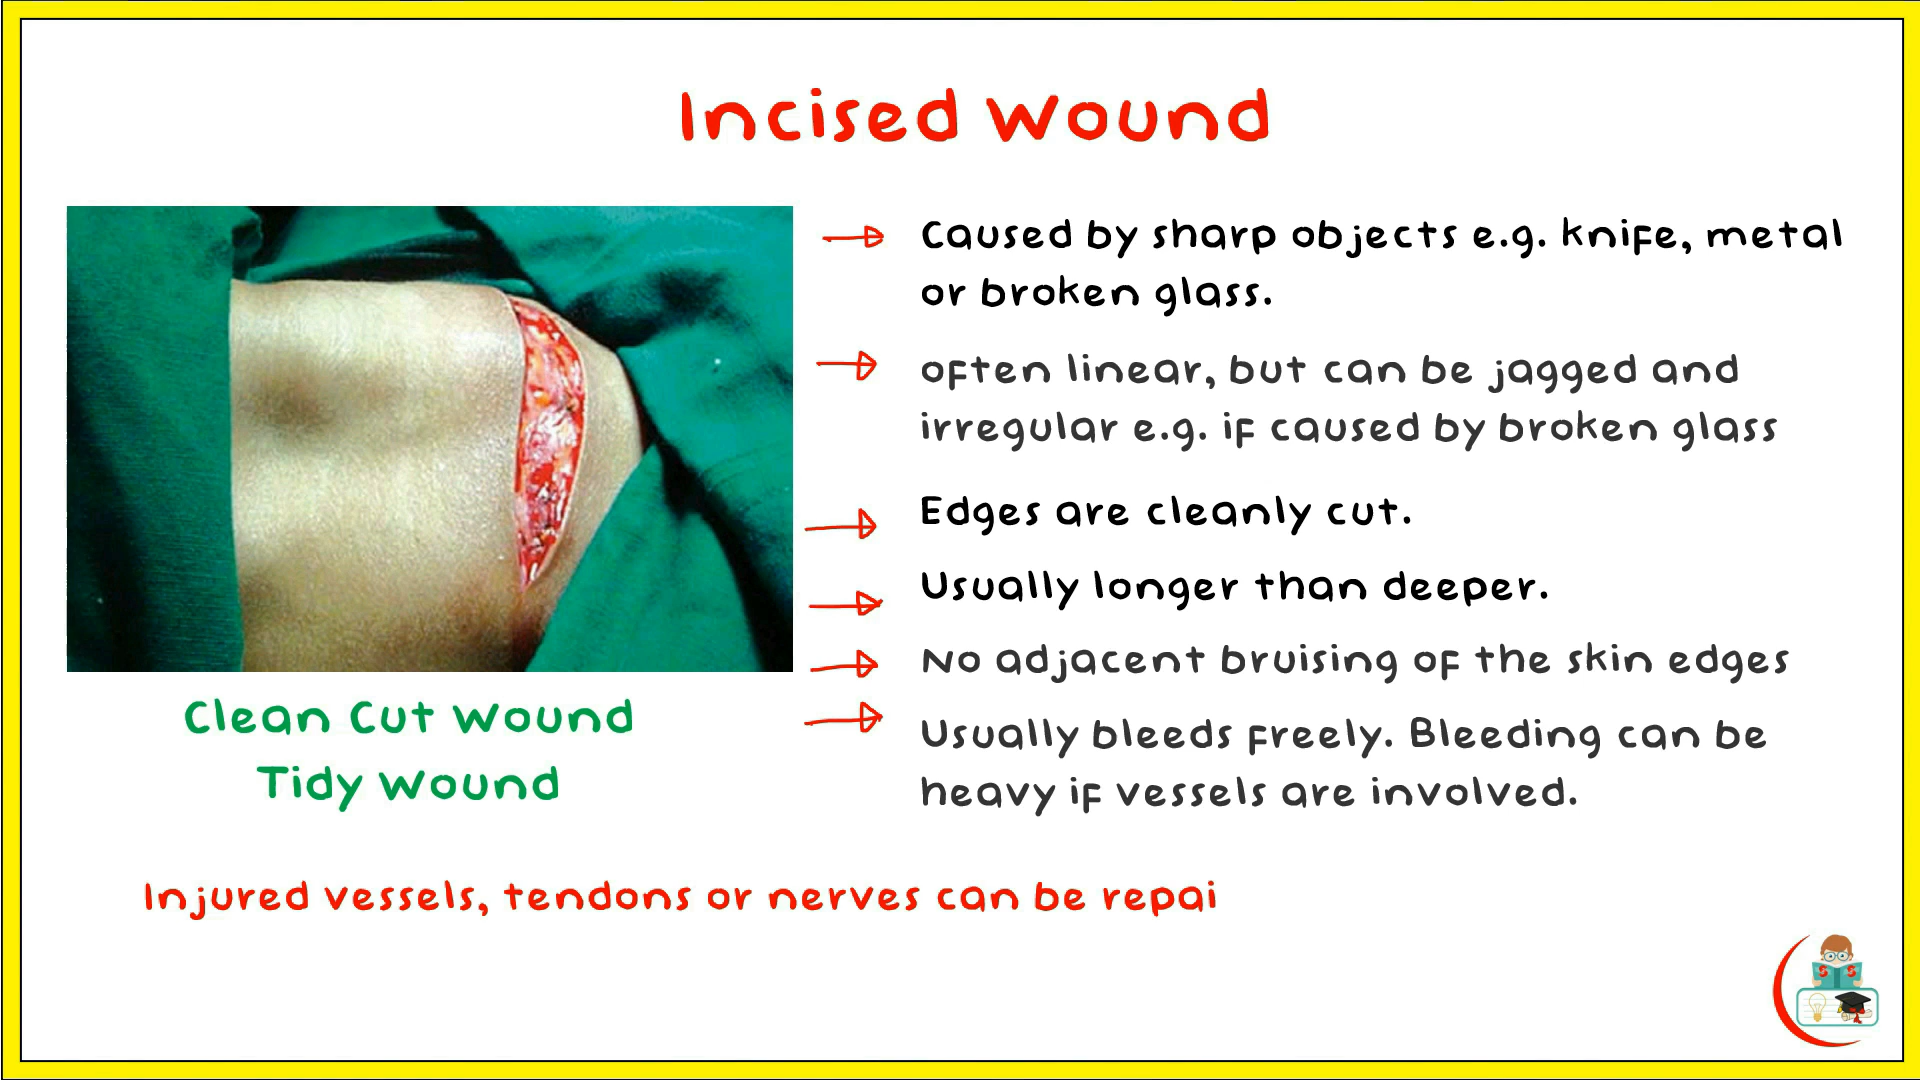 Incised Wound
Caused by sharp objects e.g. knife, metal
or broken glass.
often linear, but can be jagged and
irregular e.g. if caused by broken glass
Edges are cleanly cut.
Usually longer than deeper.
No adjacent bruising of the skin edges
Usually bleeds freely. Bleeding can be
heavy if vessels are involved.
Clean Cut Wound
Tidy Wound
Injured vessels, tendons or nerves can be repai